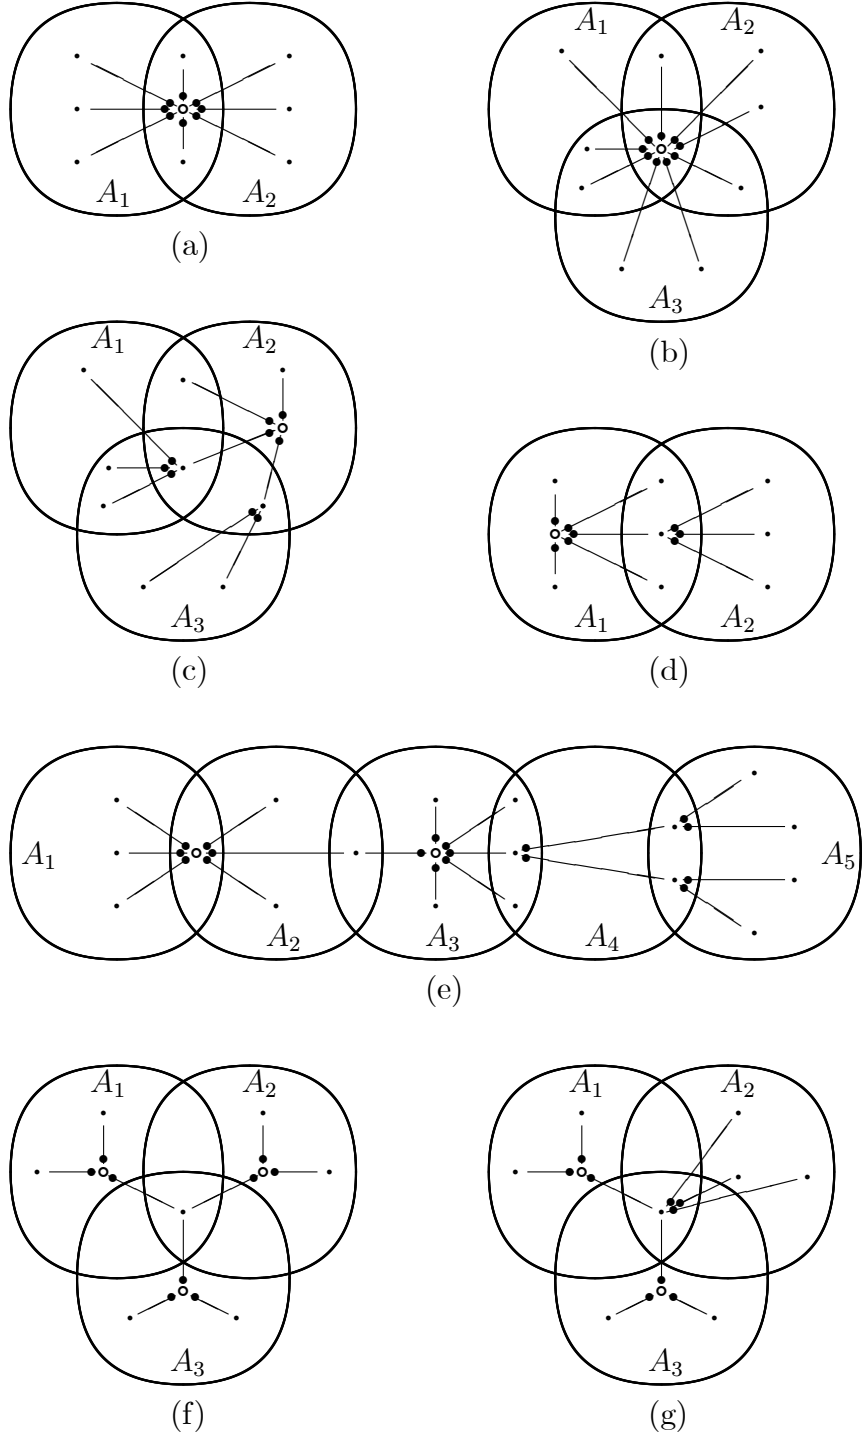 A₁ A₂
(a)
A₁ A₂
A₃
(b)
A₁ A₂
A₃
(c)
A₁ A₂
(d)
A₁ A₂ A₃ A₄ A₅
(e)
A₁ A₂
A₃
(f)
A₁ A₂
A₃
(g)